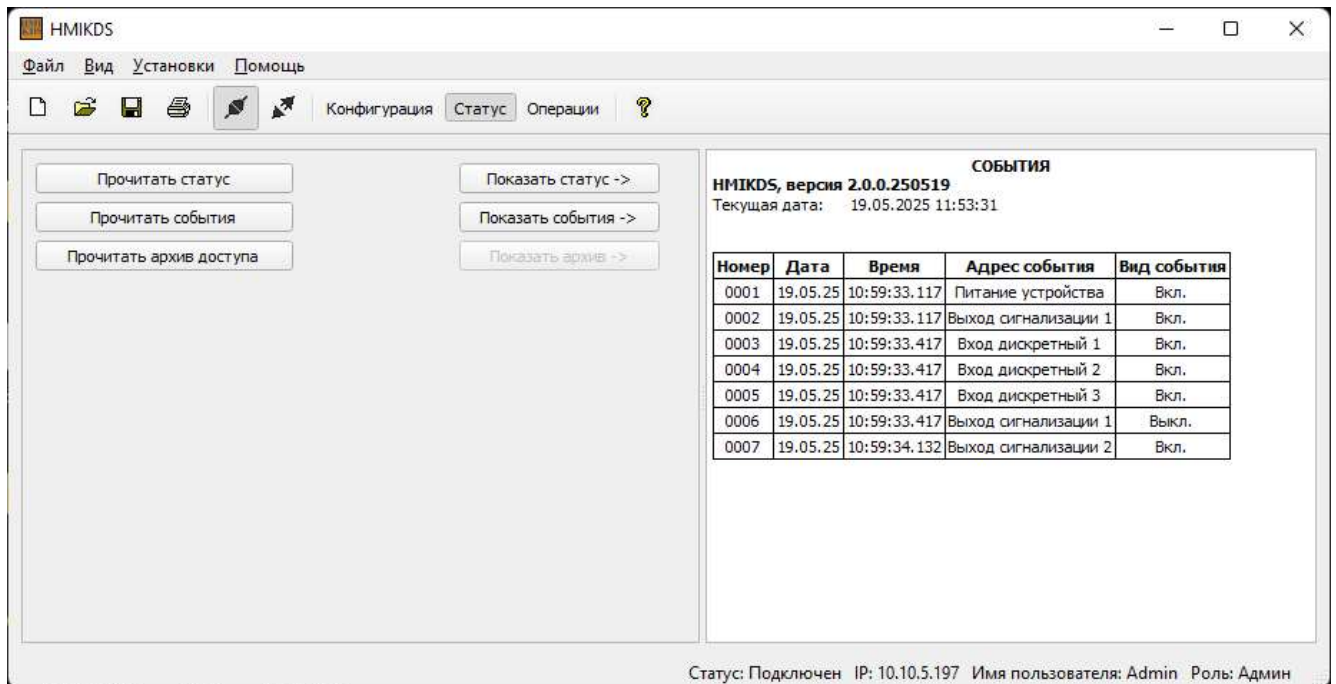 HMIKDS
Файл Вид Установки Помощь
Конфигурация Статус Операции
Прочитать статус Показать статус ->
Прочитать события Показать события ->
Прочитать архив доступа Показать архив ->
СОБЫТИЯ
HMIKDS, версия 2.0.0.250519
Текущая дата: 19.05.2025 11:53:31
Номер Дата Время Адрес события Вид события
0001 19.05.25 10:59:33.117 Питание устройства Вкл.
0002 19.05.25 10:59:33.117 Выход сигнализации 1 Вкл.
0003 19.05.25 10:59:33.417 Вход дискретный 1 Вкл.
0004 19.05.25 10:59:33.417 Вход дискретный 2 Вкл.
0005 19.05.25 10:59:33.417 Вход дискретный 3 Вкл.
0006 19.05.25 10:59:33.417 Выход сигнализации 1 Выкл.
0007 19.05.25 10:59:34.132 Выход сигнализации 2 Вкл.
Статус: Подключен IP: 10.10.5.197 Имя пользователя: Admin Роль: Админ